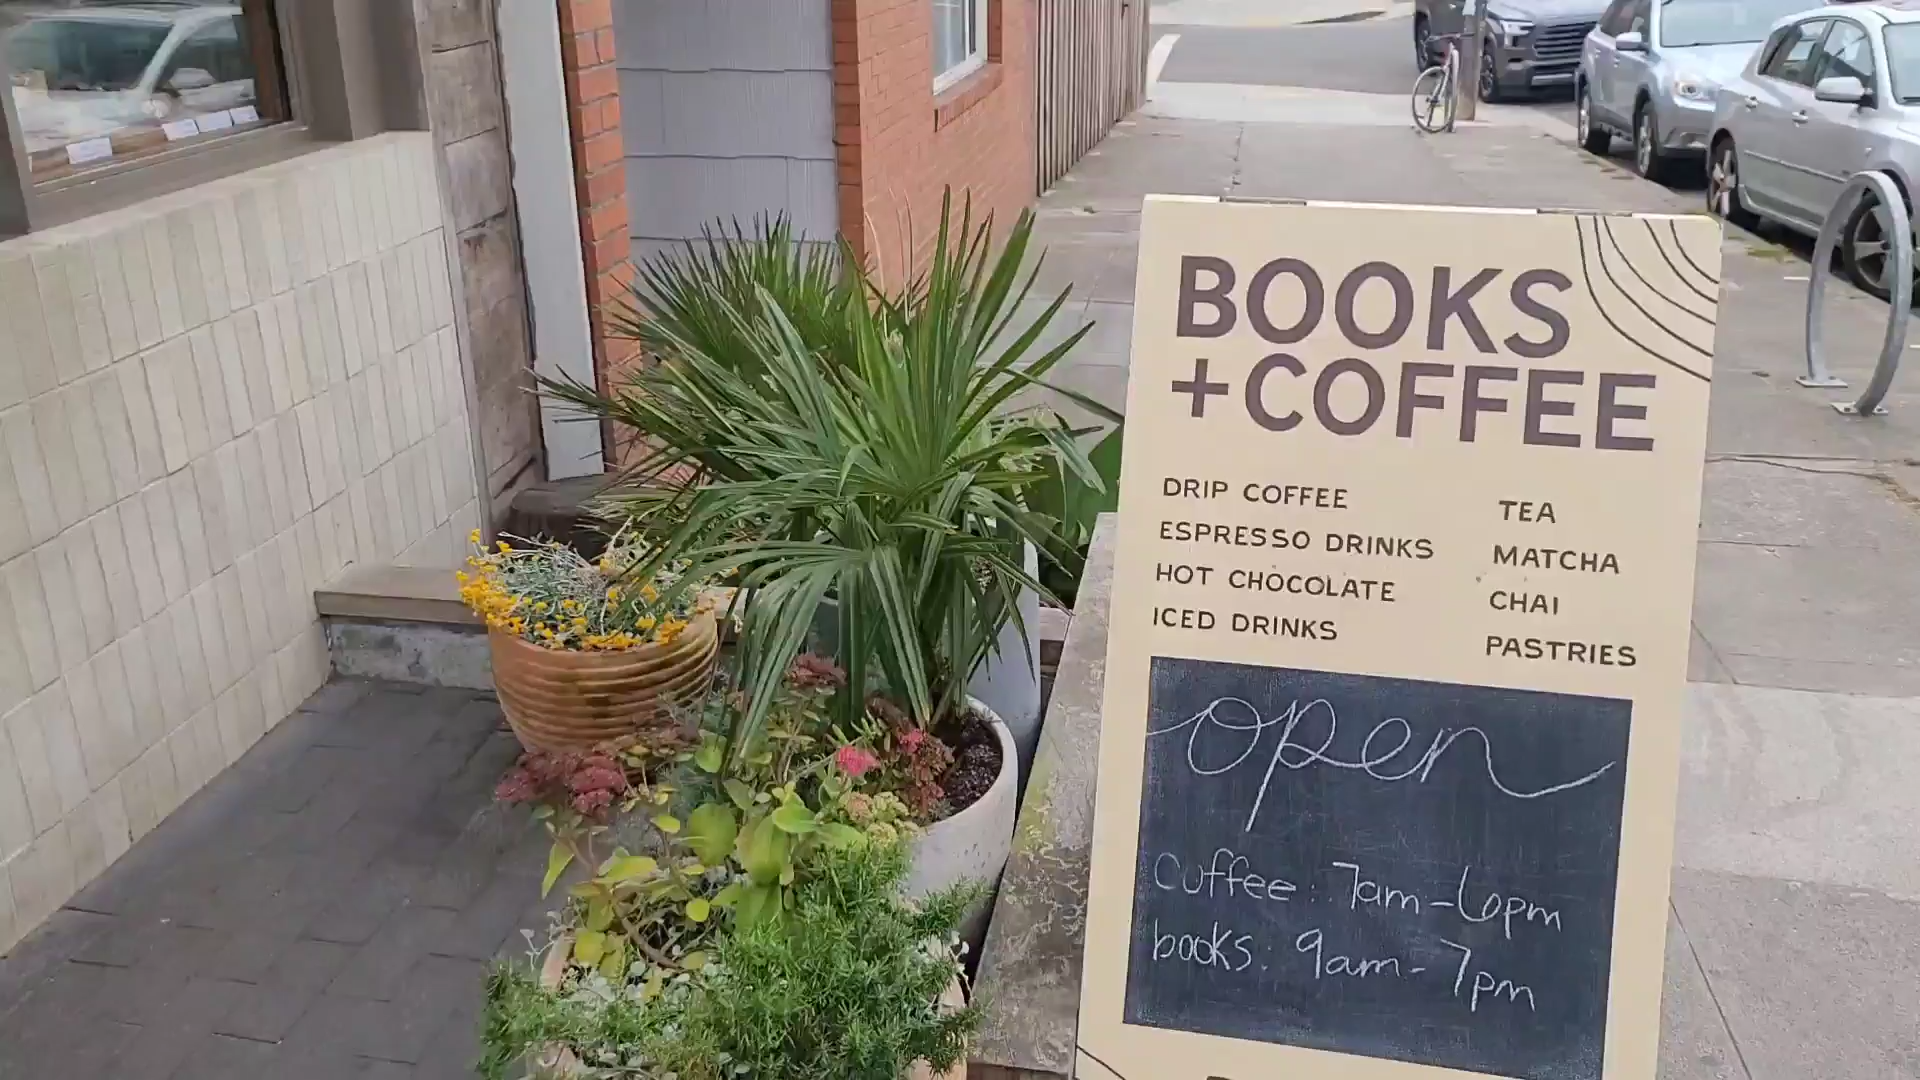 BOOKS
+COFFEE
DRIP COFFEE
ESPRESSO DRINKS
HOT CHOCOLATE
ICED DRINKS
TEA
MATCHA
CHAI
PASTRIES
open
cuffee: 7am-6pm
books: 9am-7pm